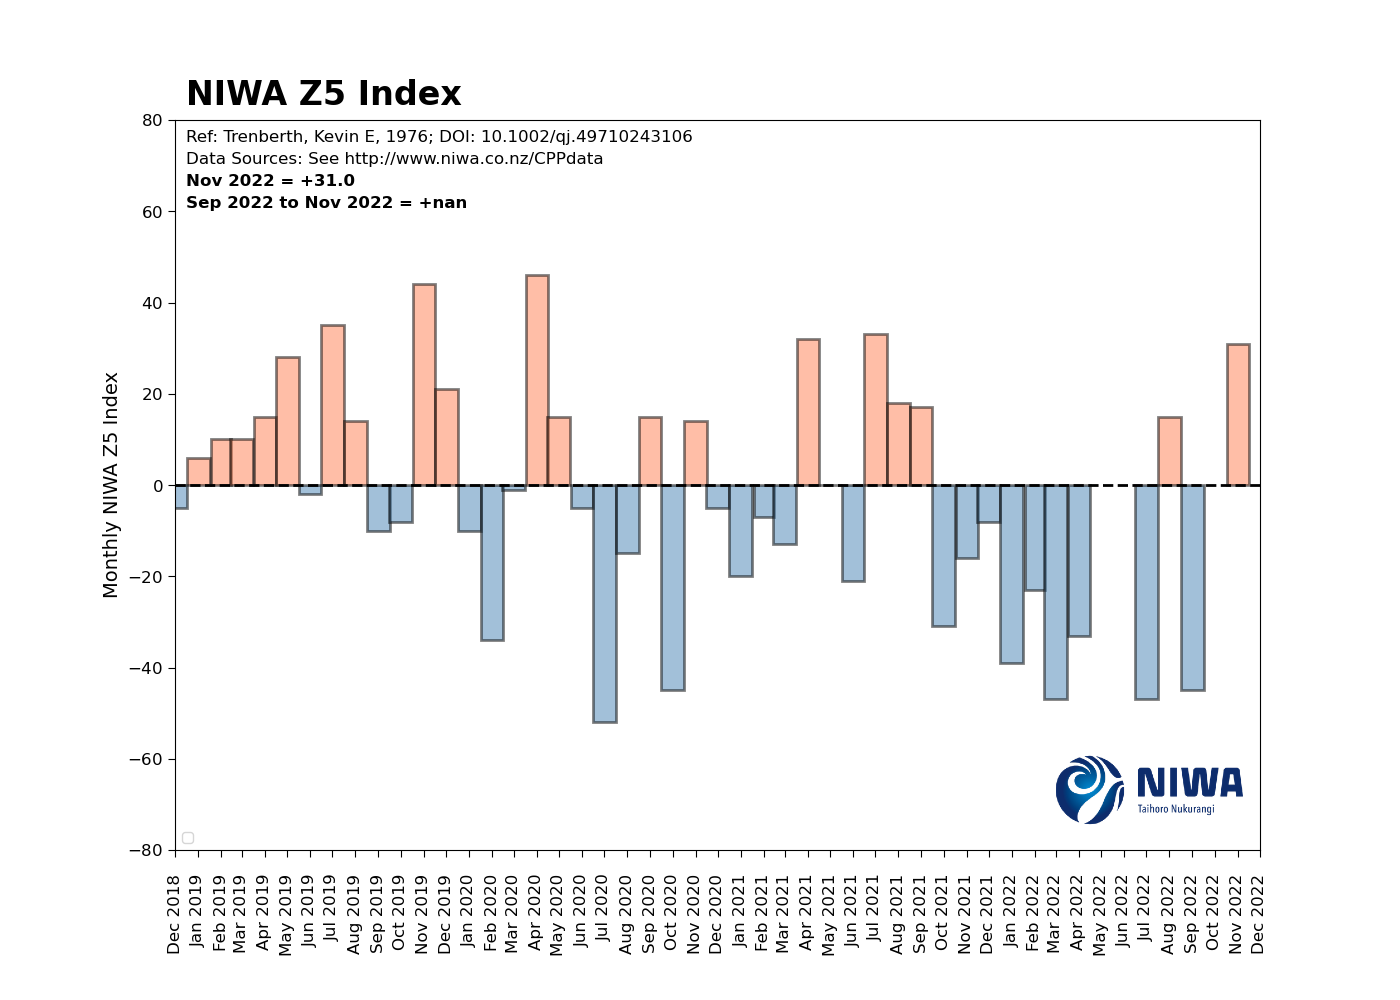 NIWA Z5 Index
Ref: Trenberth, Kevin E, 1976; DOI: 10.1002/qj.49710243106
Data Sources: See http://www.niwa.co.nz/CPPdata
Nov 2022 = +31.0
Sep 2022 to Nov 2022 = +nan
Monthly NIWA Z5 Index
80
60
40
20
0
−20
−40
−60
−80
NIWA
Taihoro Nukurangi
Dec 2018
Jan 2019
Feb 2019
Mar 2019
Apr 2019
May 2019
Jun 2019
Jul 2019
Aug 2019
Sep 2019
Oct 2019
Nov 2019
Dec 2019
Jan 2020
Feb 2020
Mar 2020
Apr 2020
May 2020
Jun 2020
Jul 2020
Aug 2020
Sep 2020
Oct 2020
Nov 2020
Dec 2020
Jan 2021
Feb 2021
Mar 2021
Apr 2021
May 2021
Jun 2021
Jul 2021
Aug 2021
Sep 2021
Oct 2021
Nov 2021
Dec 2021
Jan 2022
Feb 2022
Mar 2022
Apr 2022
May 2022
Jun 2022
Jul 2022
Aug 2022
Sep 2022
Oct 2022
Nov 2022
Dec 2022